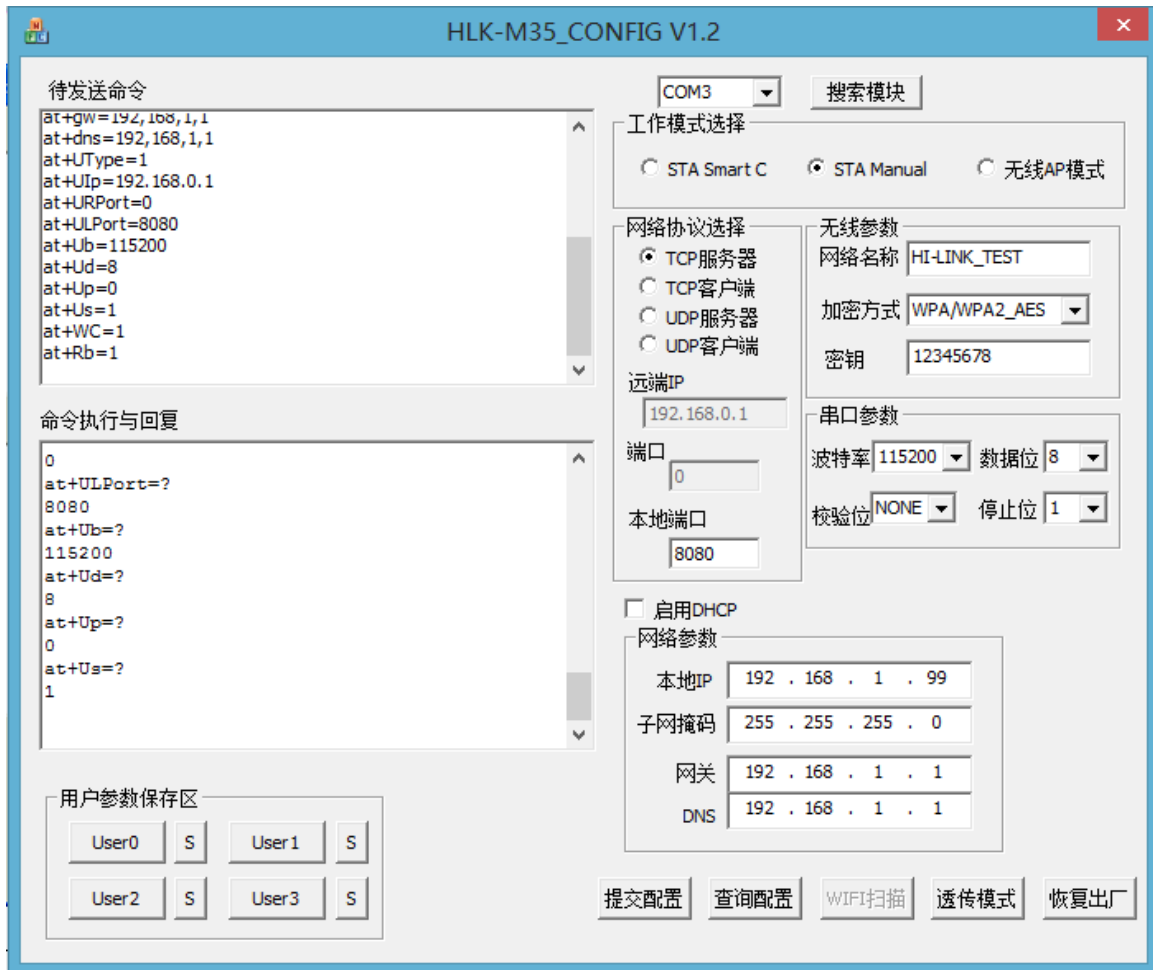 HLK-M35_CONFIG V1.2
待发送命令
at+gw=192,168,1,1
at+dns=192,168,1,1
at+UType=1
at+UIp=192.168.0.1
at+URPort=0
at+ULPort=8080
at+Ub=115200
at+Ud=8
at+Up=0
at+Us=1
at+WC=1
at+Rb=1
命令执行与回复
0
at+ULPort=?
8080
at+Ub=?
115200
at+Ud=?
8
at+Up=?
0
at+Us=?
1
用户参数保存区
User0 S User1 S
User2 S User3 S
COM3 搜索模块
工作模式选择
STA Smart C STA Manual 无线AP模式
网络协议选择
TCP服务器
TCP客户端
UDP服务器
UDP客户端
远端IP
192.168.0.1
端口
0
本地端口
8080
无线参数
网络名称 HI-LINK_TEST
加密方式 WPA/WPA2_AES
密钥 12345678
串口参数
波特率 115200 数据位 8
校验位 NONE 停止位 1
启用DHCP
网络参数
本地IP 192 . 168 . 1 . 99
子网掩码 255 . 255 . 255 . 0
网关 192 . 168 . 1 . 1
DNS 192 . 168 . 1 . 1
提交配置 查询配置 WIFI扫描 透传模式 恢复出厂